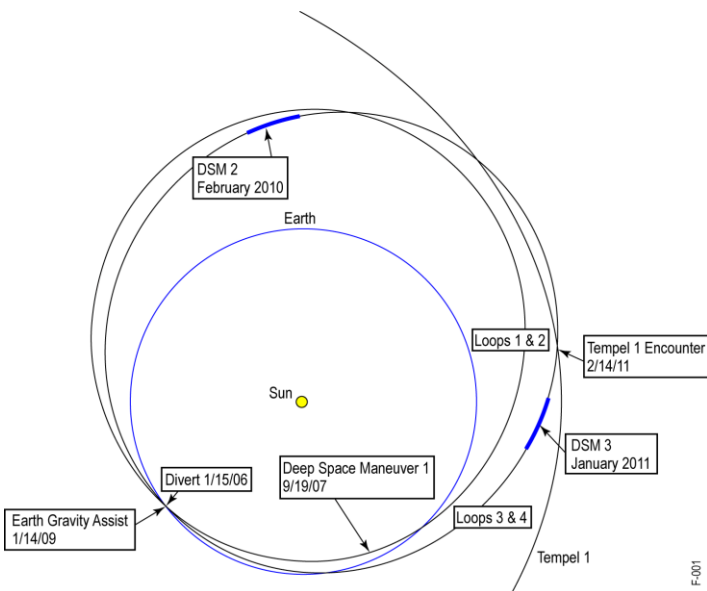 DSM 2
February 2010
Earth
Loops 1 & 2
Tempel 1 Encounter
2/14/11
Sun
DSM 3
January 2011
Deep Space Maneuver 1
9/19/07
Divert 1/15/06
Earth Gravity Assist
1/14/09
Loops 3 & 4
Tempel 1
F-001